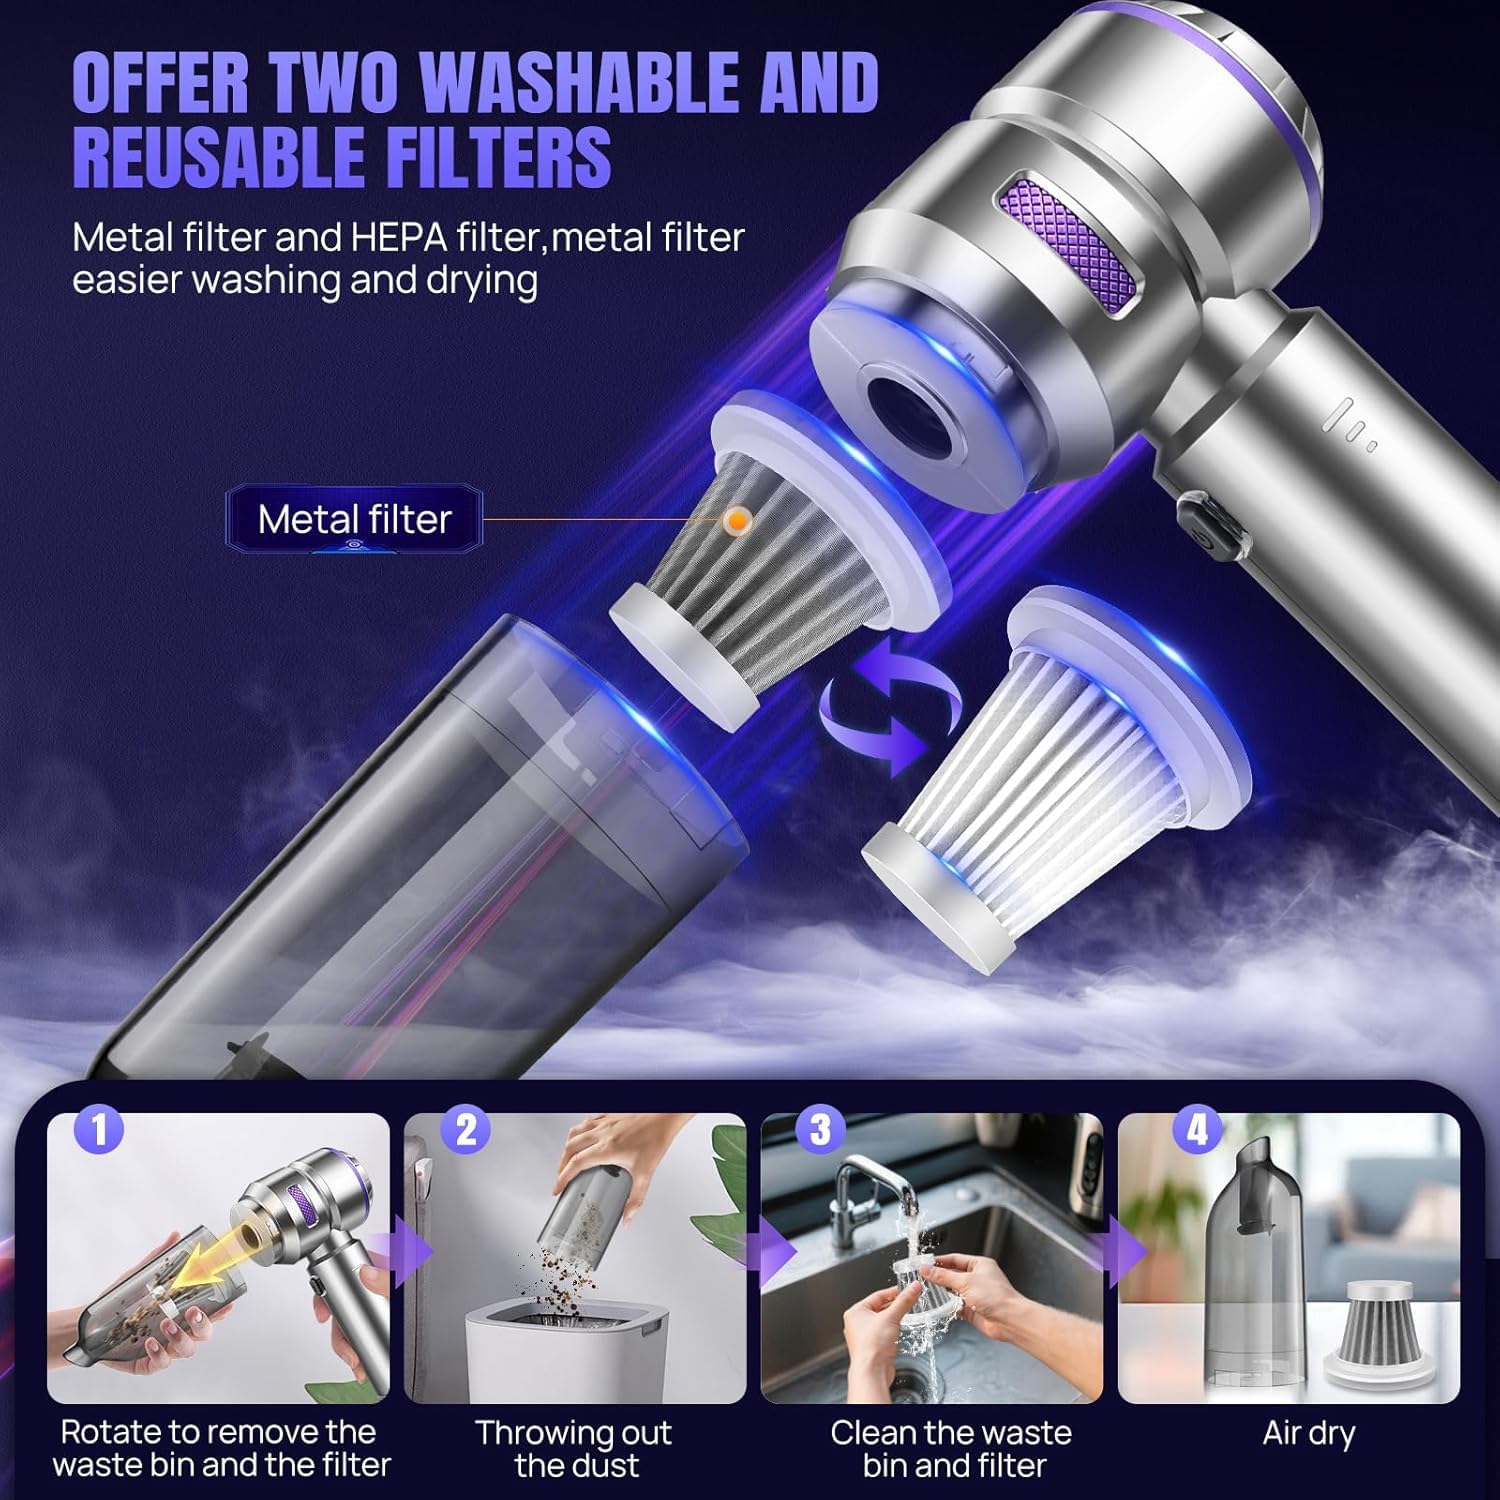 OFFER TWO WASHABLE AND
REUSABLE FILTERS
Metal filter and HEPA filter,metal filter
easier washing and drying
Metal filter
1
2
3
4
Rotate to remove the
waste bin and the filter
Throwing out
the dust
Clean the waste
bin and filter
Air dry